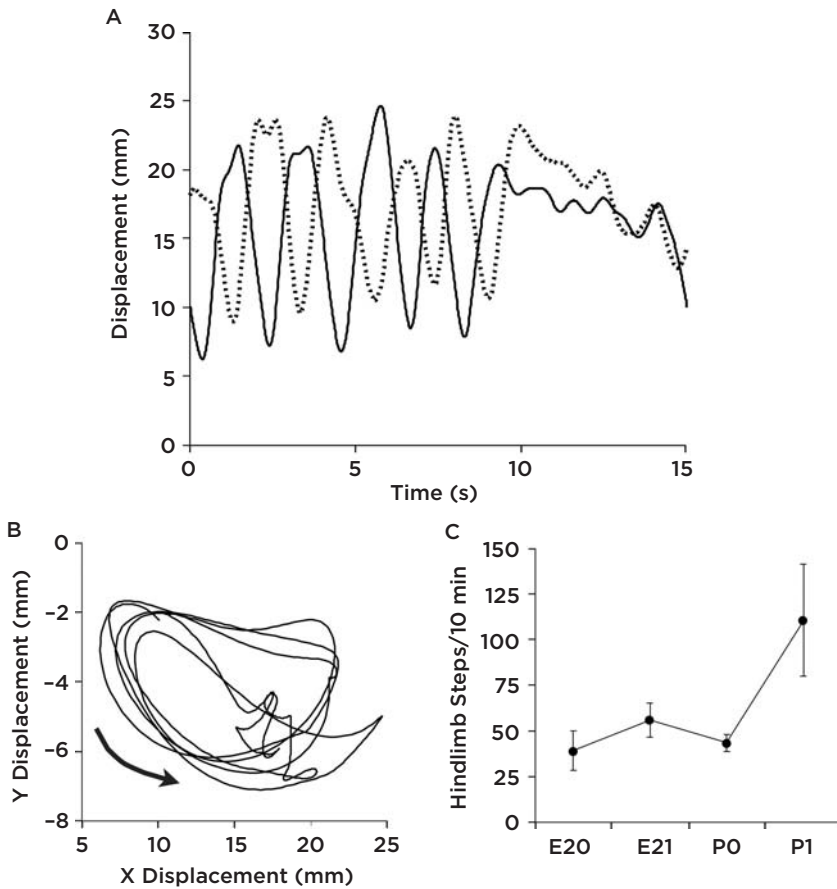 A
Displacement (mm)
30
25
20
15
10
5
0
0 5 10 15
Time (s)
B
Y Displacement (mm)
0
–2
–4
–6
–8
5 10 15 20 25
X Displacement (mm)
C
Hindlimb Steps/10 min
150
125
100
75
50
25
0
E20 E21 P0 P1